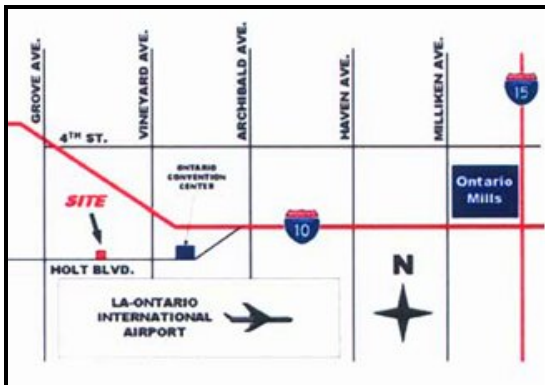 GROVE AVE.
VINEYARD AVE.
ARCHIBALD AVE.
HAVEN AVE.
MILLIKEN AVE.
15
4TH ST.
ONTARIO
CONVENTION
CENTER
Ontario
Mills
SITE
10
HOLT BLVD.
N
LA-ONTARIO
INTERNATIONAL
AIRPORT